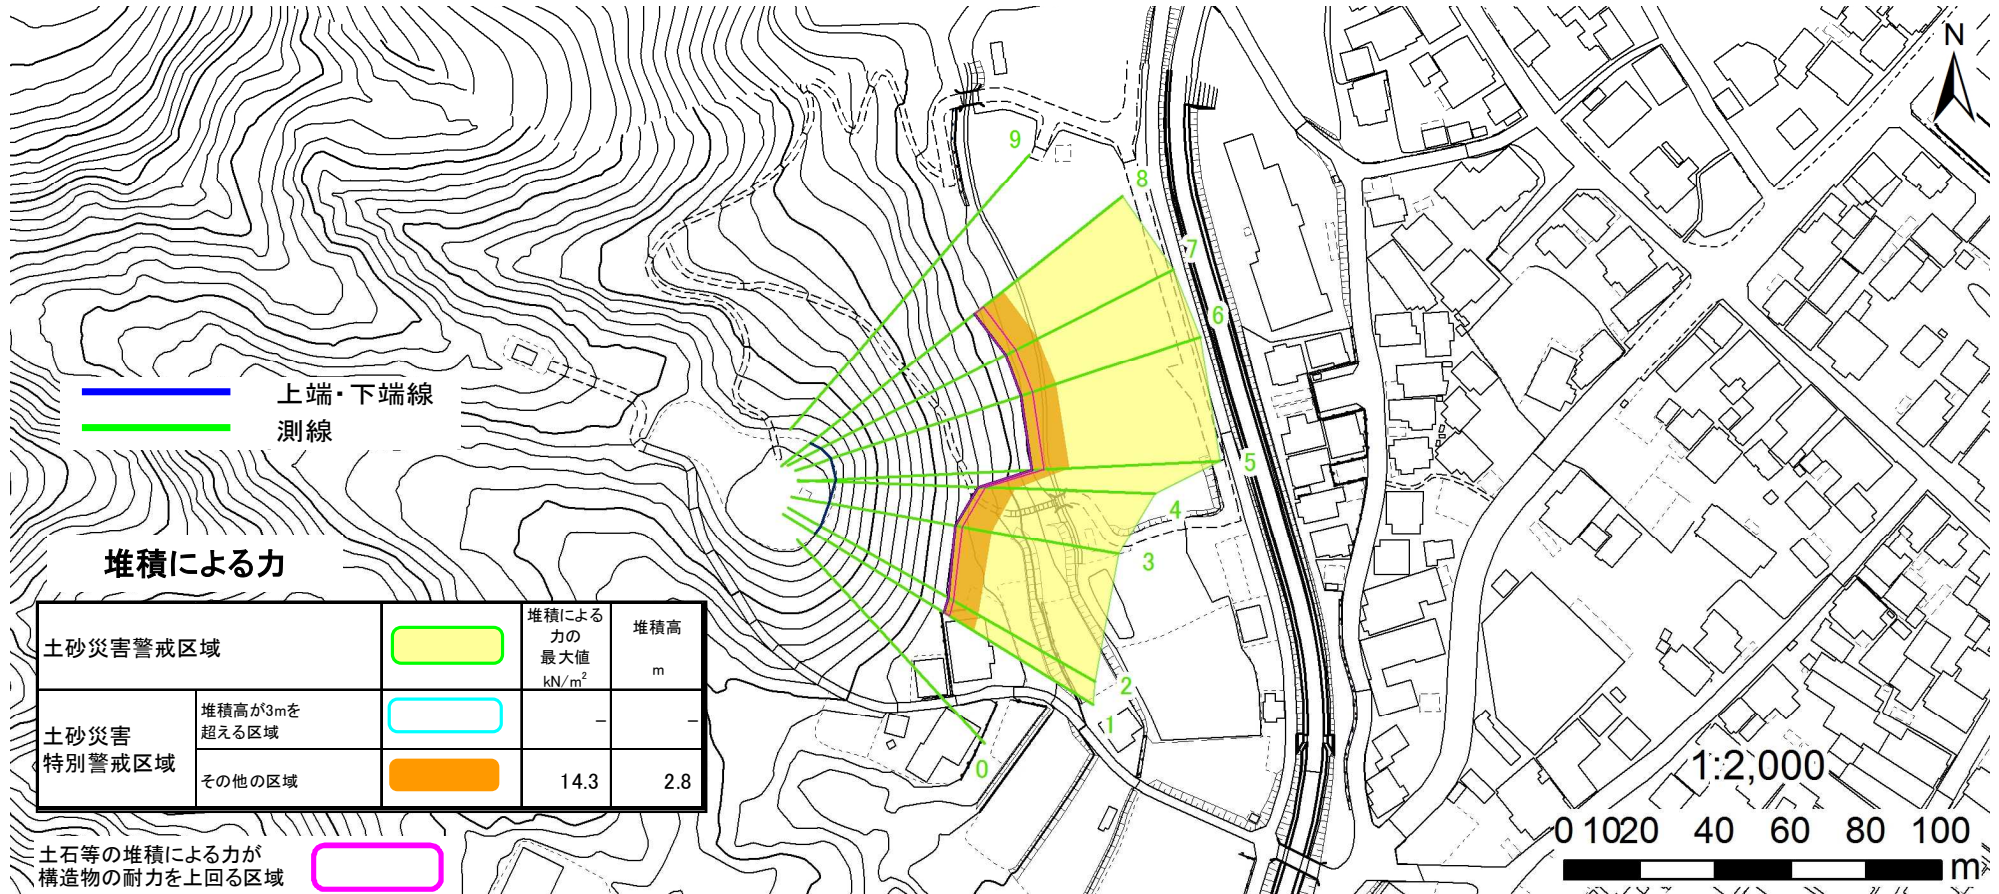 N
9
8
7
6
5
4
3
2
1
0
上端・下端線
測線
堆積による力
土砂災害警戒区域
堆積による
力の
最大値
kN/m²
堆積高
m
土砂災害
特別警戒区域
堆積高が3mを
超える区域
–
–
その他の区域
14.3
2.8
土石等の堆積による力が
構造物の耐力を上回る区域
1:2,000
0 10 20 40 60 80 100
m